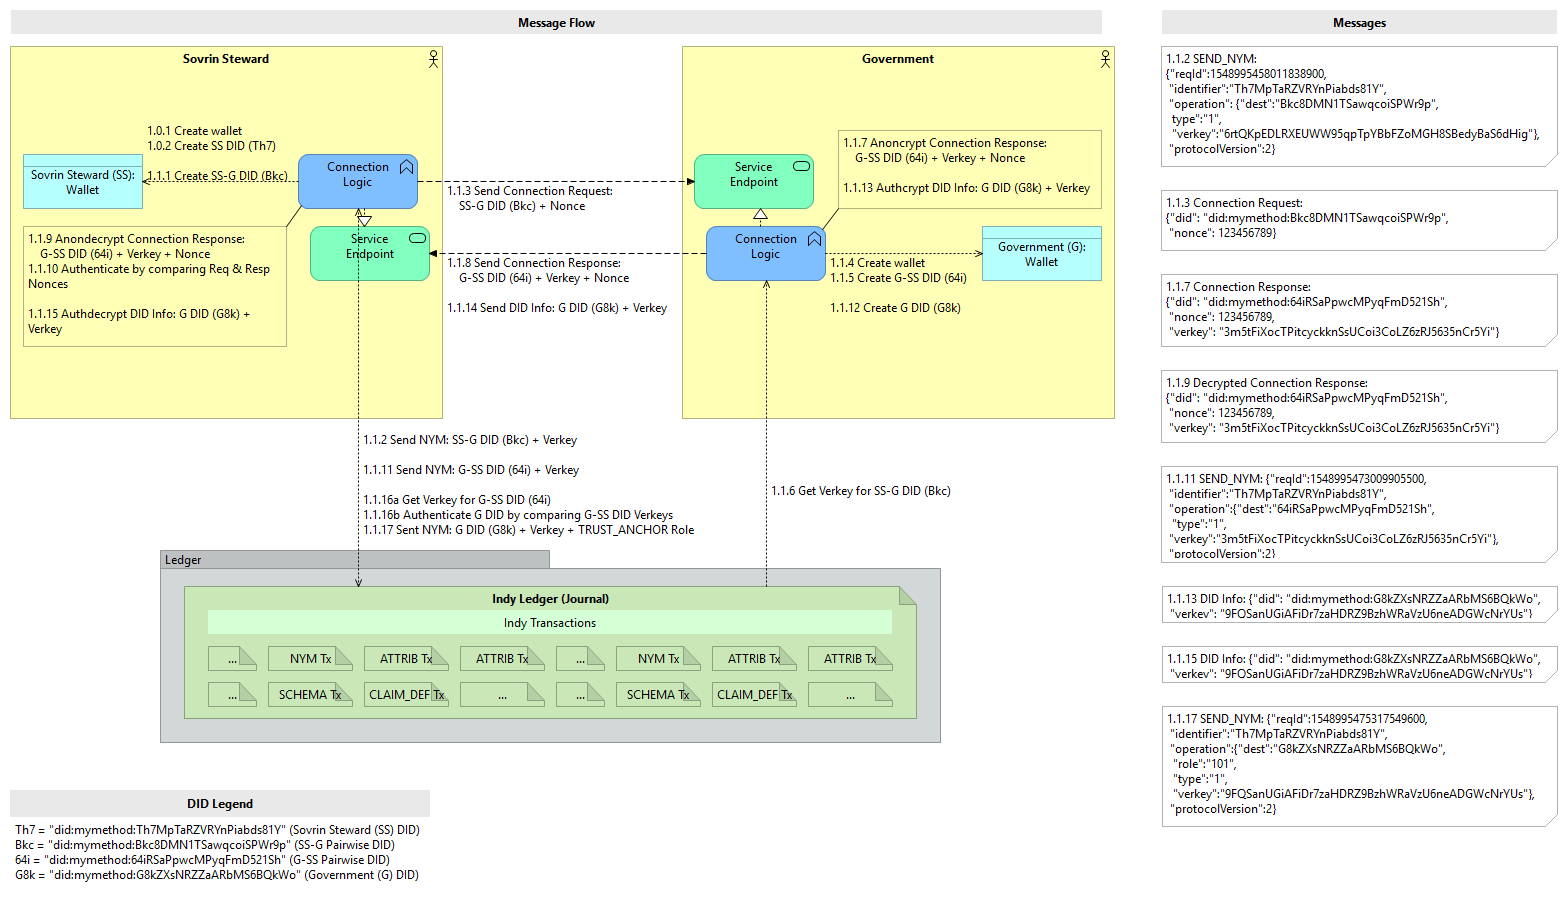 Message Flow
Sovrin Steward
1.0.1 Create wallet
1.0.2 Create SS DID (Th7)
1.1.1 Create SS-G DID (Bkc)
Sovrin Steward (SS):
Wallet
Connection
Logic
Service
Endpoint
1.1.9 Anondecrypt Connection Response:
G-SS DID (64i) + Verkey + Nonce
1.1.10 Authenticate by comparing Req & Resp
Nonces
1.1.15 Authdecrypt DID Info: G DID (G8k) +
Verkey
1.1.3 Send Connection Request:
SS-G DID (Bkc) + Nonce
1.1.8 Send Connection Response:
G-SS DID (64i) + Verkey + Nonce
1.1.14 Send DID Info: G DID (G8k) + Verkey
Government
1.1.7 Anoncrypt Connection Response:
G-SS DID (64i) + Verkey + Nonce
1.1.13 Authcrypt DID Info: G DID (G8k) + Verkey
Service
Endpoint
Connection
Logic
Government (G):
Wallet
1.1.4 Create wallet
1.1.5 Create G-SS DID (64i)
1.1.12 Create G DID (G8k)
1.1.2 Send NYM: SS-G DID (Bkc) + Verkey
1.1.11 Send NYM: G-SS DID (64i) + Verkey
1.1.16a Get Verkey for G-SS DID (64i)
1.1.16b Authenticate G DID by comparing G-SS DID Verkeys
1.1.17 Sent NYM: G DID (G8k) + Verkey + TRUST_ANCHOR Role
1.1.6 Get Verkey for SS-G DID (Bkc)
Ledger
Indy Ledger (Journal)
Indy Transactions
... NYM Tx ATTRIB Tx ATTRIB Tx ... NYM Tx ATTRIB Tx ATTRIB Tx
... SCHEMA Tx CLAIM_DEF Tx ... ... SCHEMA Tx CLAIM_DEF Tx ...
DID Legend
Th7 = "did:mymethod:Th7MpTaRZVRYnPiabds81Y" (Sovrin Steward (SS) DID)
Bkc = "did:mymethod:Bkc8DMN1TSawqcoiSPWr9p" (SS-G Pairwise DID)
64i = "did:mymethod:64iRSaPpwcMPyqFmD521Sh" (G-SS Pairwise DID)
G8k = "did:mymethod:G8kZXsNRZZaARbMS6BQkWo" (Government (G) DID)
Messages
1.1.2 SEND_NYM:
{"reqId":1548995458011838900,
"identifier":"Th7MpTaRZVRYnPiabds81Y",
"operation": {"dest":"Bkc8DMN1TSawqcoiSPWr9p",
type":"1",
"verkey":"6rtQKpEDLRXEUWW95qpTpYBbFZoMGH8SBedyBaS6dHig"},
"protocolVersion":2}
1.1.3 Connection Request:
{"did": "did:mymethod:Bkc8DMN1TSawqcoiSPWr9p",
"nonce": 123456789}
1.1.7 Connection Response:
{"did": "did:mymethod:64iRSaPpwcMPyqFmD521Sh",
"nonce": 123456789,
"verkey": "3m5tFiXocTPitcyckknSsUCoi3CoLZ6zRJ5635nCr5Yi"}
1.1.9 Decrypted Connection Response:
{"did": "did:mymethod:64iRSaPpwcMPyqFmD521Sh",
"nonce": 123456789,
"verkey": "3m5tFiXocTPitcyckknSsUCoi3CoLZ6zRJ5635nCr5Yi"}
1.1.11 SEND_NYM: {"reqId":1548995473009905500,
"identifier":"Th7MpTaRZVRYnPiabds81Y",
"operation":{"dest":"64iRSaPpwcMPyqFmD521Sh",
"type":"1",
"verkey":"3m5tFiXocTPitcyckknSsUCoi3CoLZ6zRJ5635nCr5Yi"},
"protocolVersion":2}
1.1.13 DID Info: {"did": "did:mymethod:G8kZXsNRZZaARbMS6BQkWo",
"verkey": "9FQSanUGiAFiDr7zaHDRZ9BzhWRaVzU6neADGWcNrYUs"}
1.1.15 DID Info: {"did": "did:mymethod:G8kZXsNRZZaARbMS6BQkWo",
"verkey": "9FQSanUGiAFiDr7zaHDRZ9BzhWRaVzU6neADGWcNrYUs"}
1.1.17 SEND_NYM: {"reqId":1548995475317549600,
"identifier":"Th7MpTaRZVRYnPiabds81Y",
"operation":{"dest":"G8kZXsNRZZaARbMS6BQkWo",
"role":"101",
"type":"1",
"verkey":"9FQSanUGiAFiDr7zaHDRZ9BzhWRaVzU6neADGWcNrYUs"},
"protocolVersion":2}